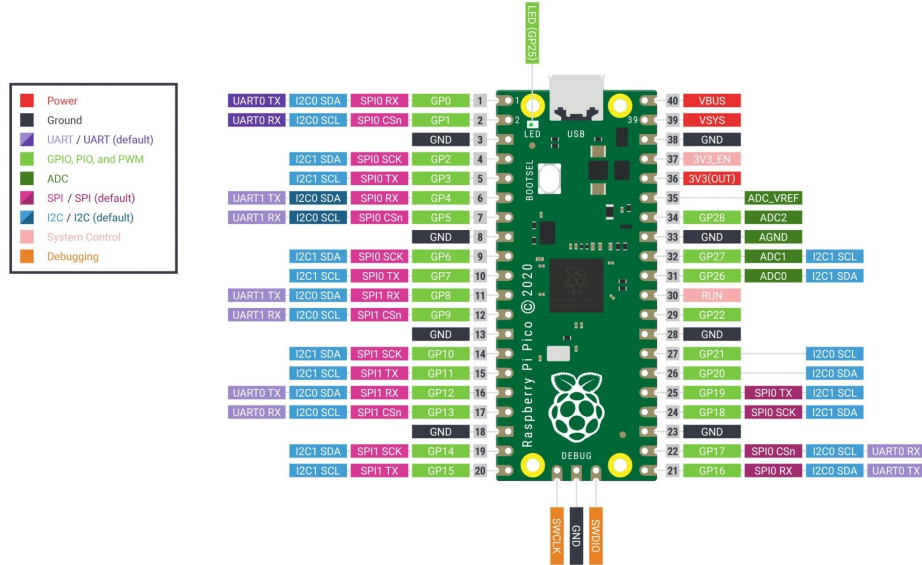 LED (GP25)
Power
Ground
UART / UART (default)
GPIO, PIO, and PWM
ADC
SPI / SPI (default)
I2C / I2C (default)
System Control
Debugging
UART0 TX I2C0 SDA SPI0 RX GP0 1
UART0 RX I2C0 SCL SPI0 CSn GP1 2
GND 3
I2C1 SDA SPI0 SCK GP2 4
I2C1 SCL SPI0 TX GP3 5
UART1 TX I2C0 SDA SPI0 RX GP4 6
UART1 RX I2C0 SCL SPI0 CSn GP5 7
GND 8
I2C1 SDA SPI0 SCK GP6 9
I2C1 SCL SPI0 TX GP7 10
UART1 TX I2C0 SDA SPI1 RX GP8 11
UART1 RX I2C0 SCL SPI1 CSn GP9 12
GND 13
I2C1 SDA SPI1 SCK GP10 14
I2C1 SCL SPI1 TX GP11 15
UART0 TX I2C0 SDA SPI1 RX GP12 16
UART0 RX I2C0 SCL SPI1 CSn GP13 17
GND 18
I2C1 SDA SPI1 SCK GP14 19
I2C1 SCL SPI1 TX GP15 20
1
2
39
LED
USB
BOOTSEL
Raspberry Pi Pico © 2020
DEBUG
40 VBUS
39 VSYS
38 GND
37 3V3_EN
36 3V3(OUT)
35 ADC_VREF
34 GP28 ADC2
33 GND AGND
32 GP27 ADC1 I2C1 SCL
31 GP26 ADC0 I2C1 SDA
30 RUN
29 GP22
28 GND
27 GP21 I2C0 SCL
26 GP20 I2C0 SDA
25 GP19 SPI0 TX I2C1 SCL
24 GP18 SPI0 SCK I2C1 SDA
23 GND
22 GP17 SPI0 CSn I2C0 SCL UART0 RX
21 GP16 SPI0 RX I2C0 SDA UART0 TX
SWCLK
GND
SWDIO